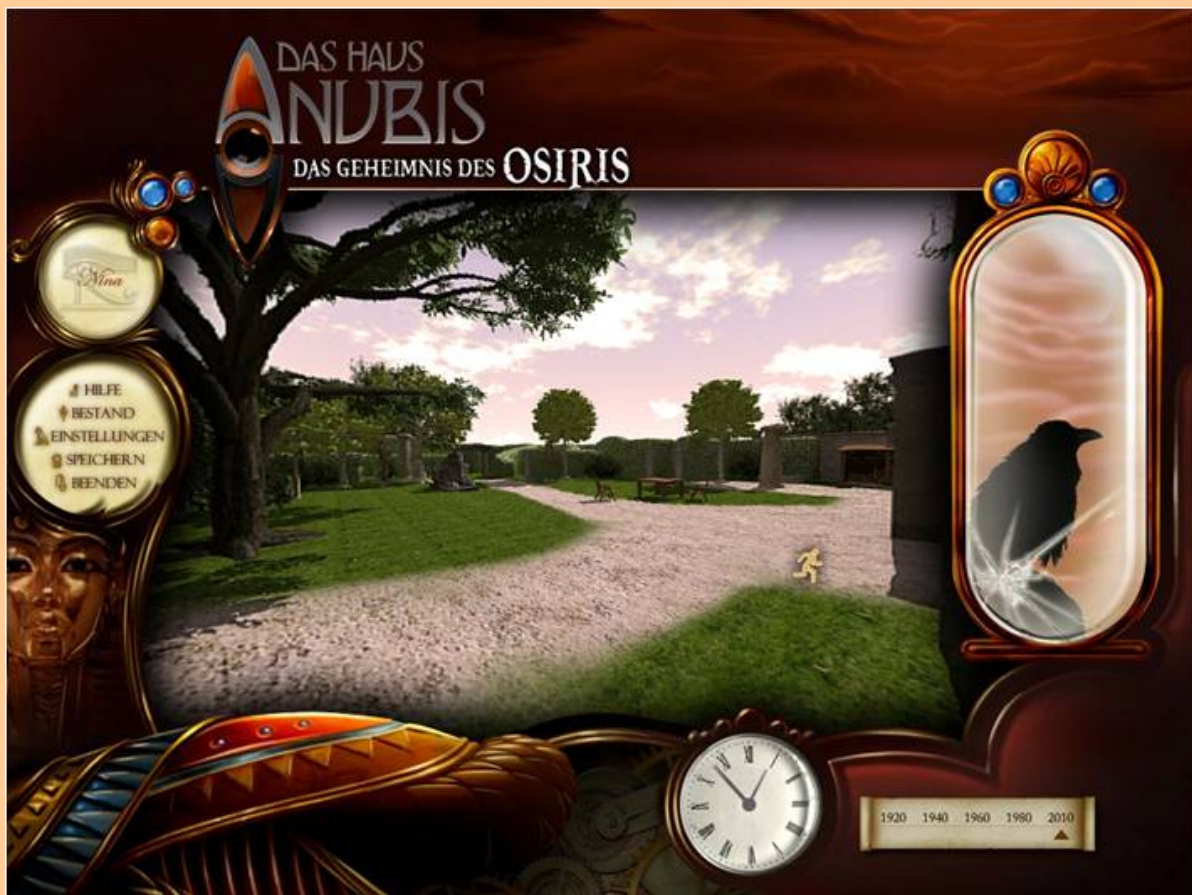 DAS HAUS
ANUBIS
DAS GEHEIMNIS DES OSIRIS
Nina
HILFE
BESTAND
EINSTELLUNGEN
SPEICHERN
BEENDEN
1920 1940 1960 1980 2010